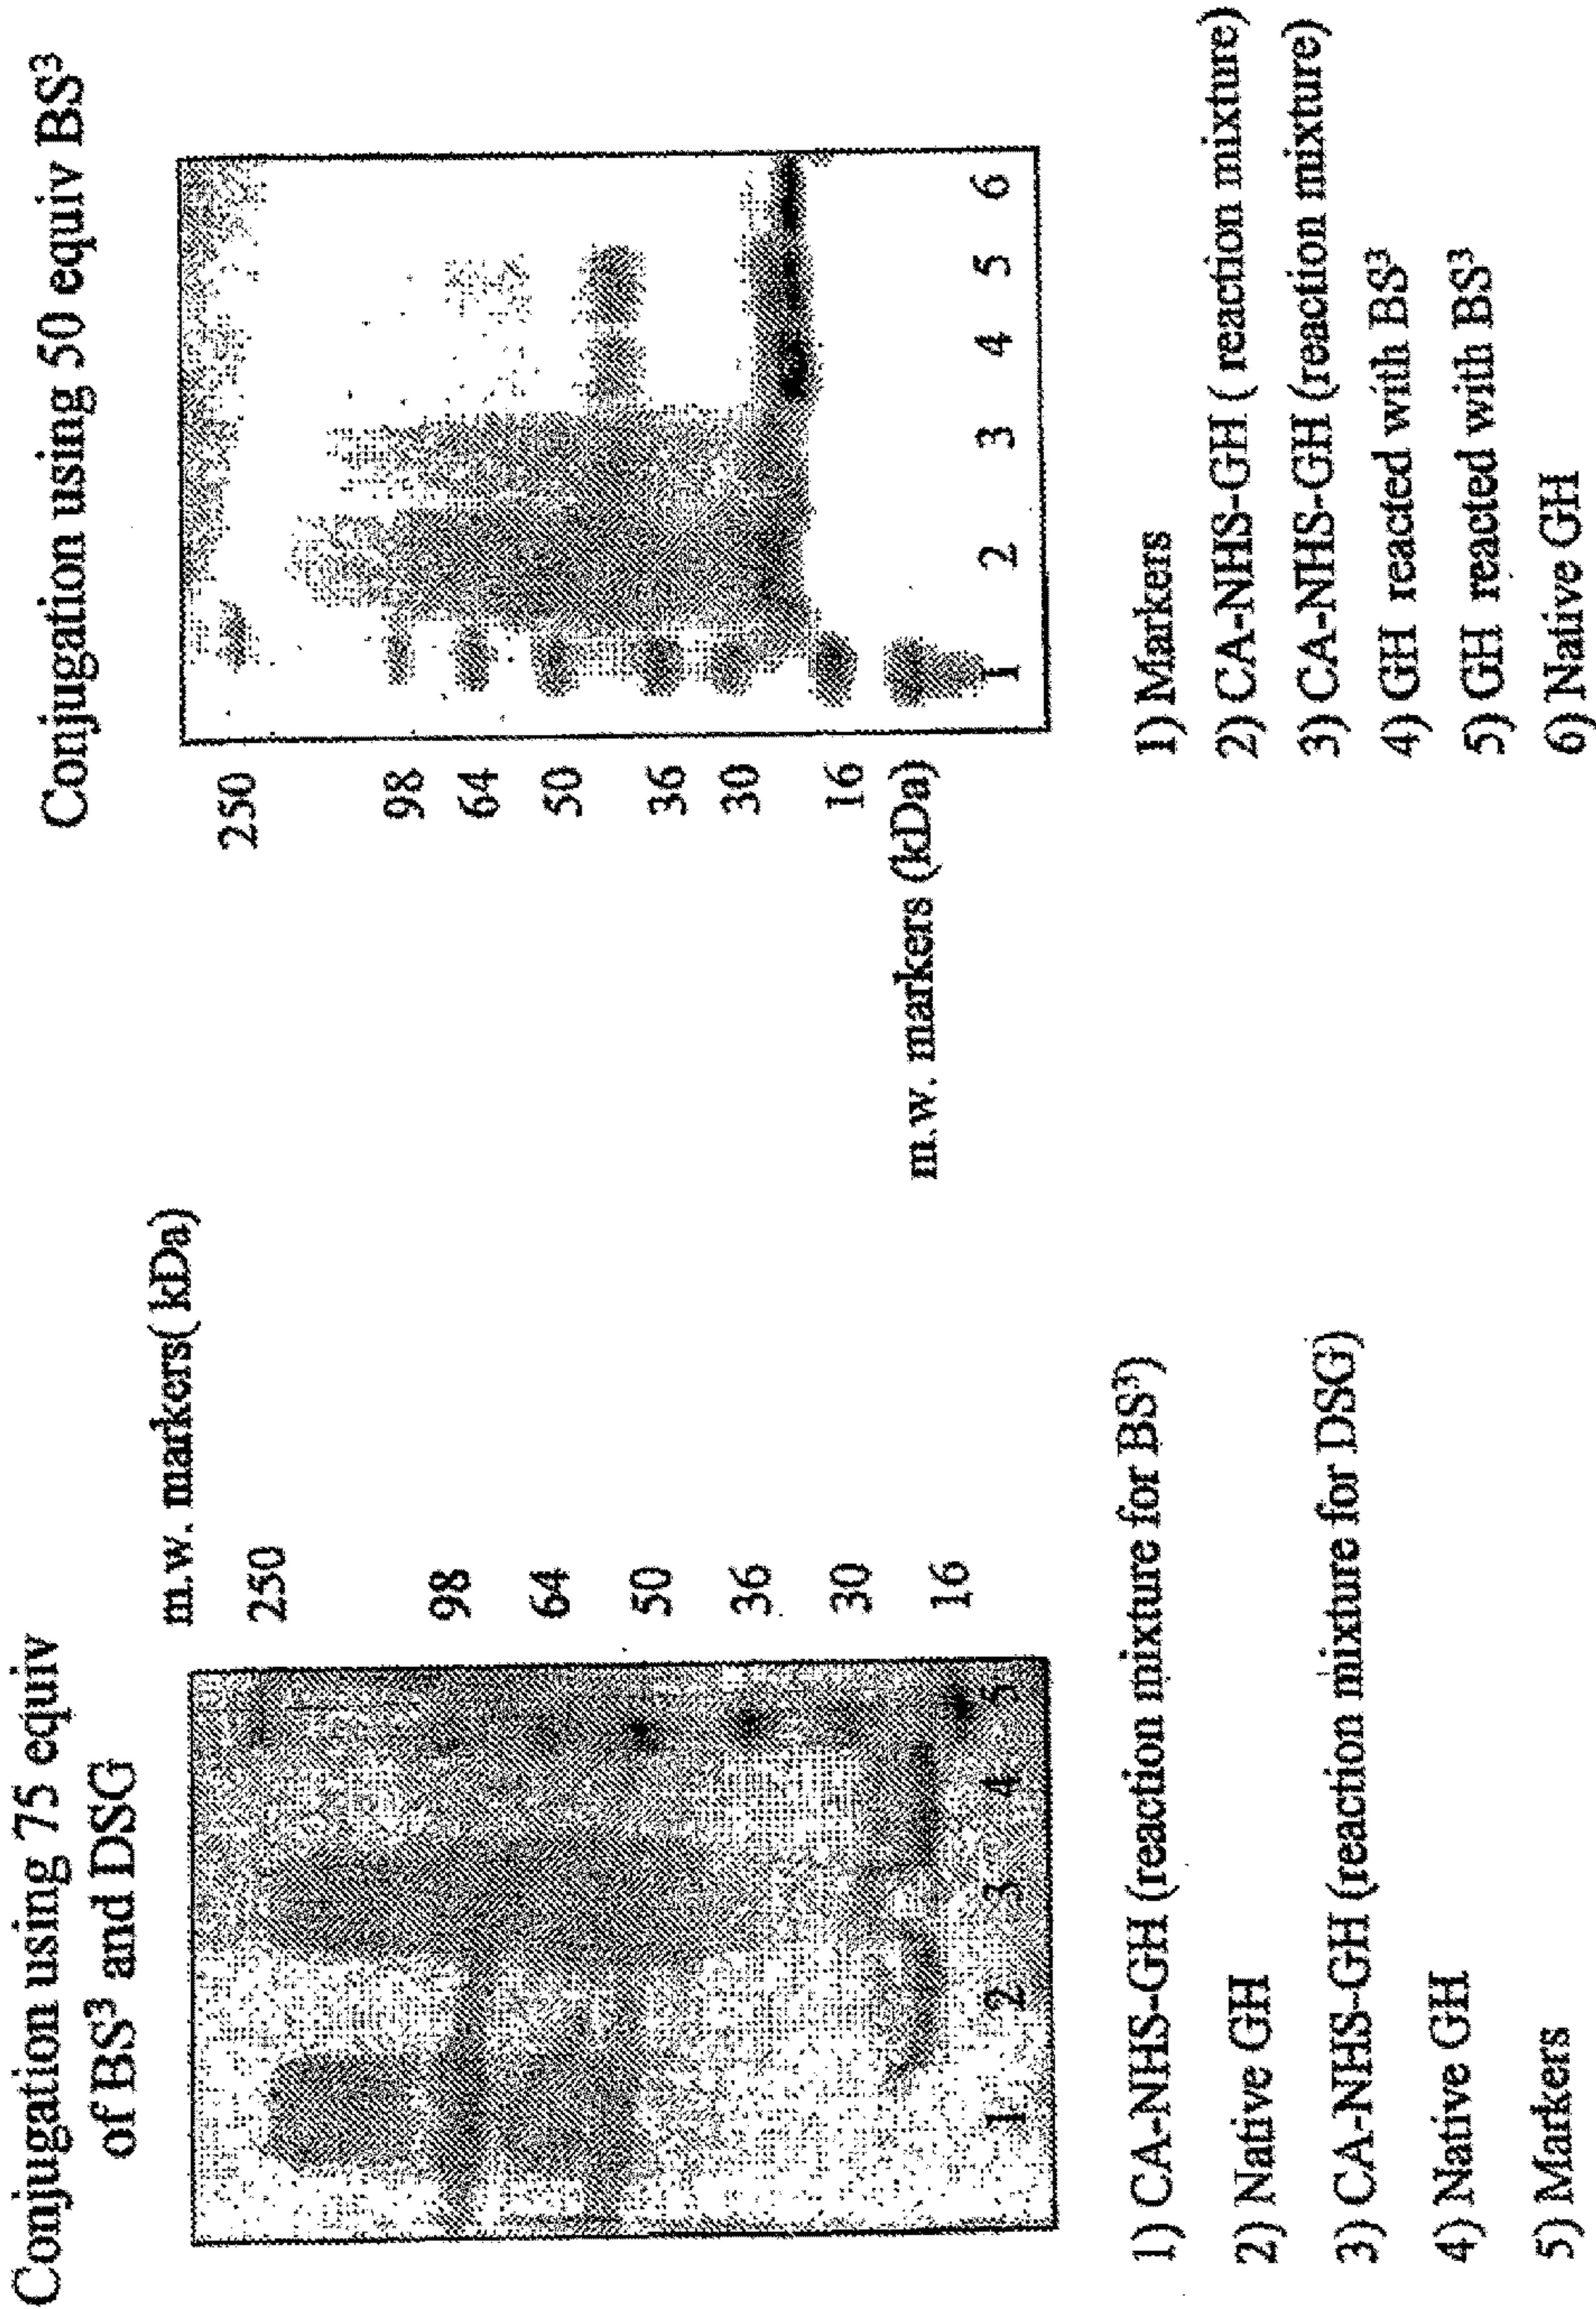 Conjugation using 75 equiv
of BS³ and DSG
m.w. markers( kDa)
250
98
64
50
36
30
16
1 2 3 4 5
1) CA-NHS-GH (reaction mixture for BS³)
2) Native GH
3) CA-NHS-GH (reaction mixture for DSG)
4) Native GH
5) Markers
Conjugation using 50 equiv BS³
250
98
64
50
36
30
16
m.w. markers (kDa)
1 2 3 4 5 6
1) Markers
2) CA-NHS-GH ( reaction mixture)
3) CA-NHS-GH (reaction mixture)
4) GH reacted with BS³
5) GH reacted with BS³
6) Native GH